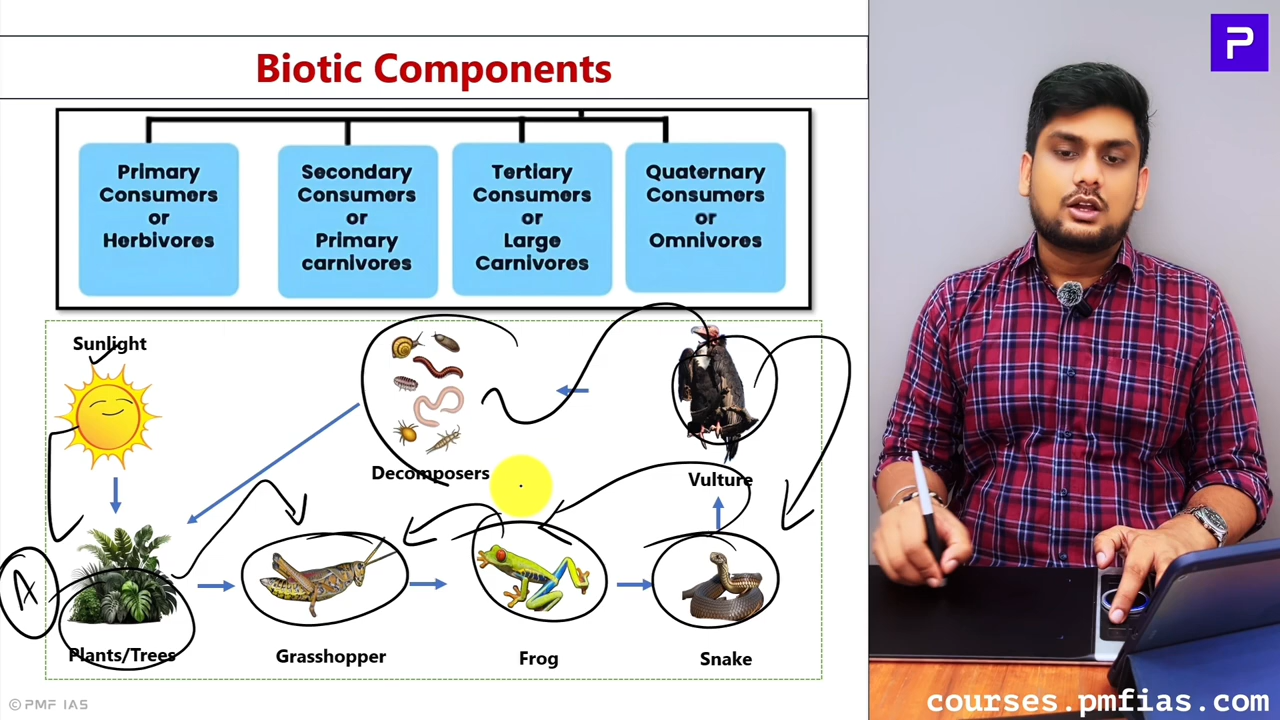 P
Biotic Components
Primary
Consumers
or
Herbivores
Secondary
Consumers
or
Primary
carnivores
Tertiary
Consumers
or
Large
Carnivores
Quaternary
Consumers
or
Omnivores
Sunlight
Decomposers
Vulture
A
Plants/Trees
Grasshopper
Frog
Snake
©PMF IAS
courses.pmfias.com